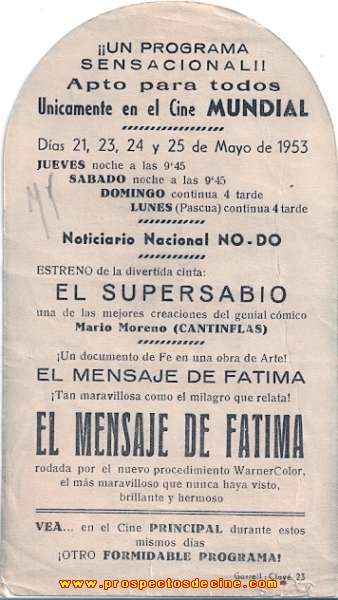 ¡¡UN PROGRAMA
SENSACIONAL!!
Apto para todos
Unicamente en el Cine MUNDIAL
Días 21, 23, 24 y 25 de Mayo de 1953
JUEVES noche a las 9'45
SABADO noche a las 9'45
DOMINGO continua 4 tarde
LUNES (Pascua) continua 4 tarde
Noticiario Nacional NO-DO
ESTRENO de la divertida cinta:
EL SUPERSABIO
una de las mejores creaciones del genial cómico
Mario Moreno (CANTINFLAS)
¡Un documento de Fe en una obra de Arte!
EL MENSAJE DE FATIMA
¡Tan maravillosa como el milagro que relata!
EL MENSAJE DE FATIMA
rodada por el nuevo procedimiento WarnerColor,
el más maravilloso que nunca haya visto,
brillante y hermoso
VEA... en el Cine PRINCIPAL durante estos
mismos días
¡OTRO FORMIDABLE PROGRAMA!
Garrell: Clavé, 23
www.prospectosdecine.com